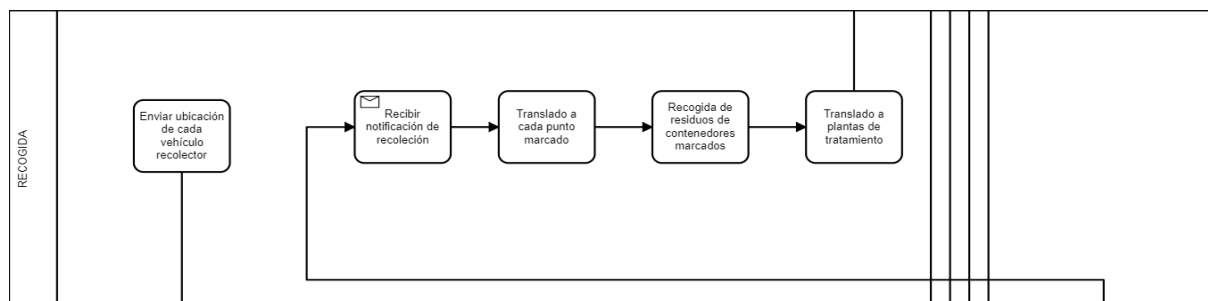 RECOGIDA
Enviar ubicación
de cada
vehículo
recolector
Recibir
notificación de
recoleción
Translado a
cada punto
marcado
Recogida de
residuos de
contenedores
marcados
Translado a
plantas de
tratamiento